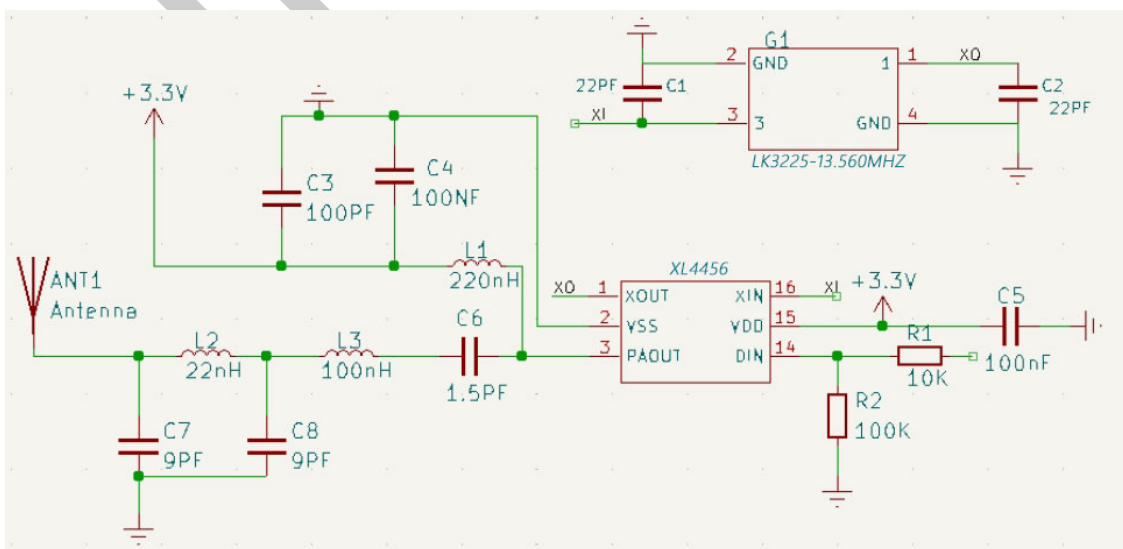 +3.3V
C3
100PF
C4
100NF
ANT1
Antenna
L1
220nH
L2
22nH
L3
100nH
C6
1.5PF
C7
9PF
C8
9PF
G1
2 GND
1 1 XO
22PF C1
XI
3 3
GND 4
C2
22PF
LK3225-13.560MHZ
XL4456
XO 1 XOUT
XIN 16 XI
2 VSS
VDD 15
3 PAOUT
DIN 14
+3.3V
C5
100nF
R1
10K
R2
100K